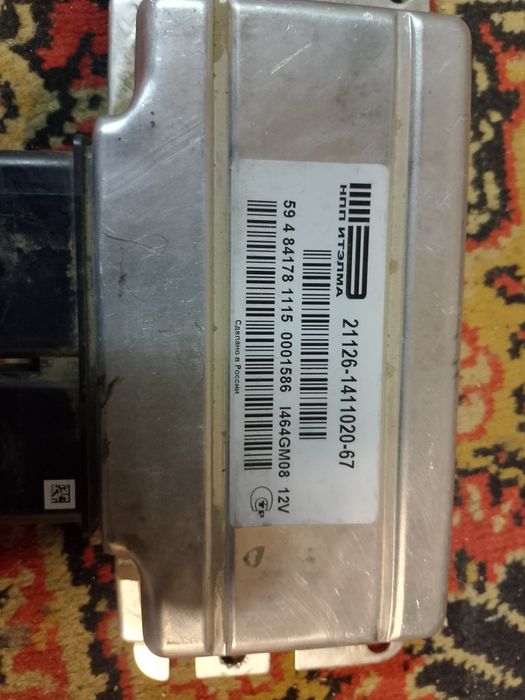 НПП ИТЭЛМА
21126-1411020-67
59 4 84178 1115 0001586 I464GM08 12V
Сделано в России